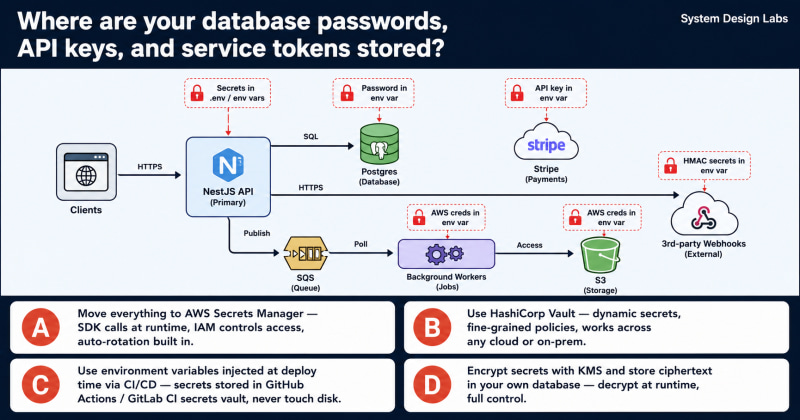 Where are your database passwords,
API keys, and service tokens stored?
System Design Labs
Secrets in
.env / env vars
Password in
env var
API key in
env var
HMAC secrets in
env var
AWS creds in
env var
AWS creds in
env var
Clients
HTTPS
N
NestJS API
(Primary)
SQL
Postgres
(Database)
stripe
Stripe
(Payments)
HTTPS
3rd-party Webhooks
(External)
Publish
SQS
(Queue)
Poll
Background Workers
(Jobs)
Access
S3
(Storage)
A
Move everything to AWS Secrets Manager —
SDK calls at runtime, IAM controls access,
auto-rotation built in.
B
Use HashiCorp Vault — dynamic secrets,
fine-grained policies, works across
any cloud or on-prem.
C
Use environment variables injected at deploy
time via CI/CD — secrets stored in GitHub
Actions / GitLab CI secrets vault, never touch disk.
D
Encrypt secrets with KMS and store ciphertext
in your own database — decrypt at runtime,
full control.